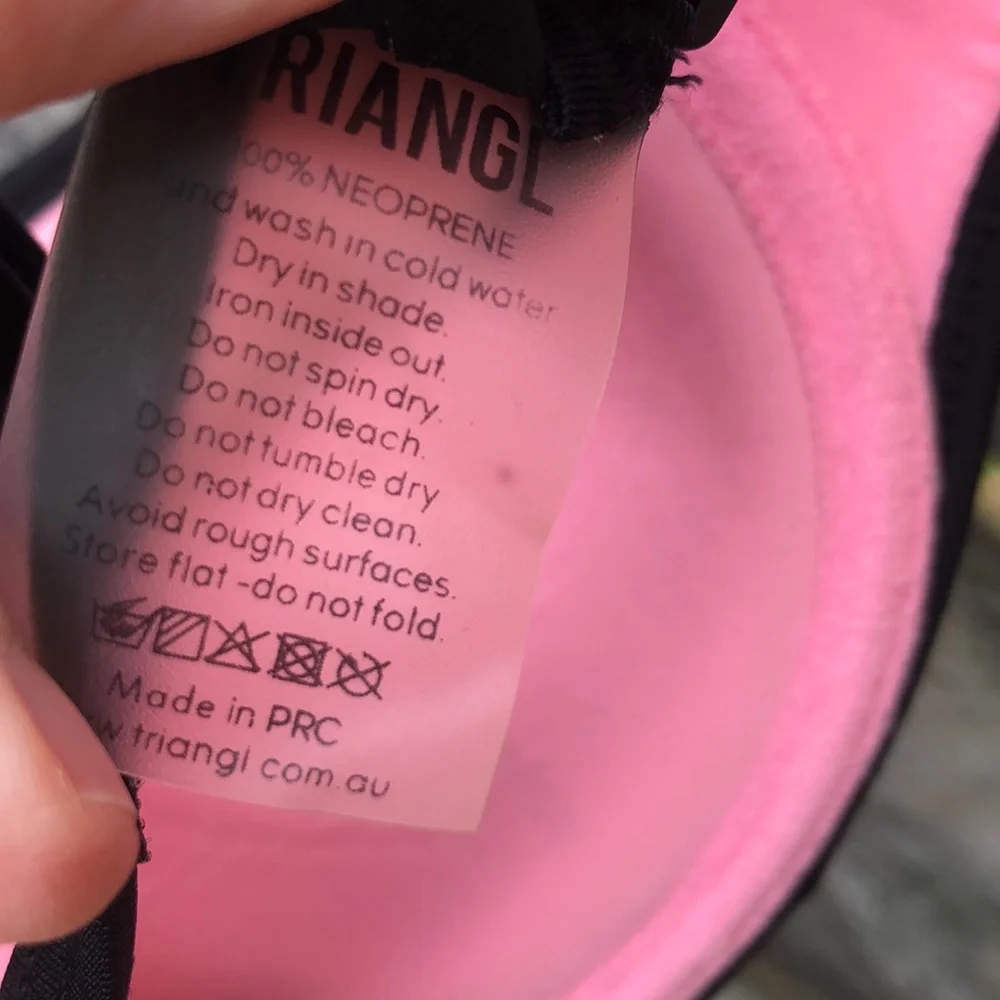 TRIANGL
00% NEOPRENE
and wash in cold water
Dry in shade.
Iron inside out.
Do not spin dry.
Do not bleach.
Do not tumble dry
Do not dry clean.
Avoid rough surfaces.
Store flat -do not fold.
Made in PRC
w triangl com.au